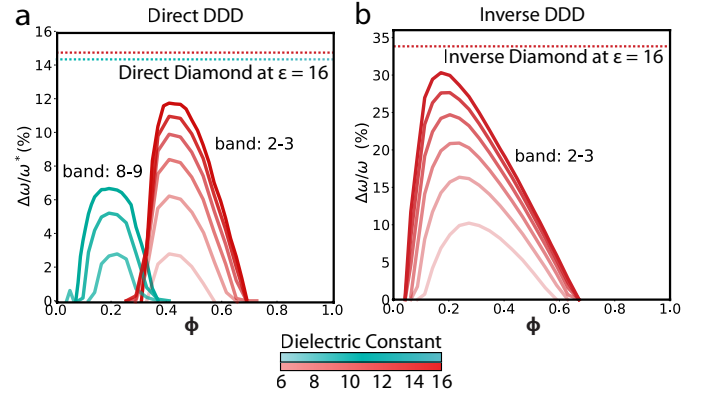 a
Direct DDD
16
14
12
10
8
6
4
2
0
Δω/ω* (%)
Direct Diamond at ε = 16
band: 8-9
band: 2-3
0.0 0.2 0.4 0.6 0.8 1.0
ϕ
b
Inverse DDD
35
30
25
20
15
10
5
0
Δω/ω (%)
Inverse Diamond at ε = 16
band: 2-3
0.0 0.2 0.4 0.6 0.8 1.0
ϕ
Dielectric Constant
6 8 10 12 14 16